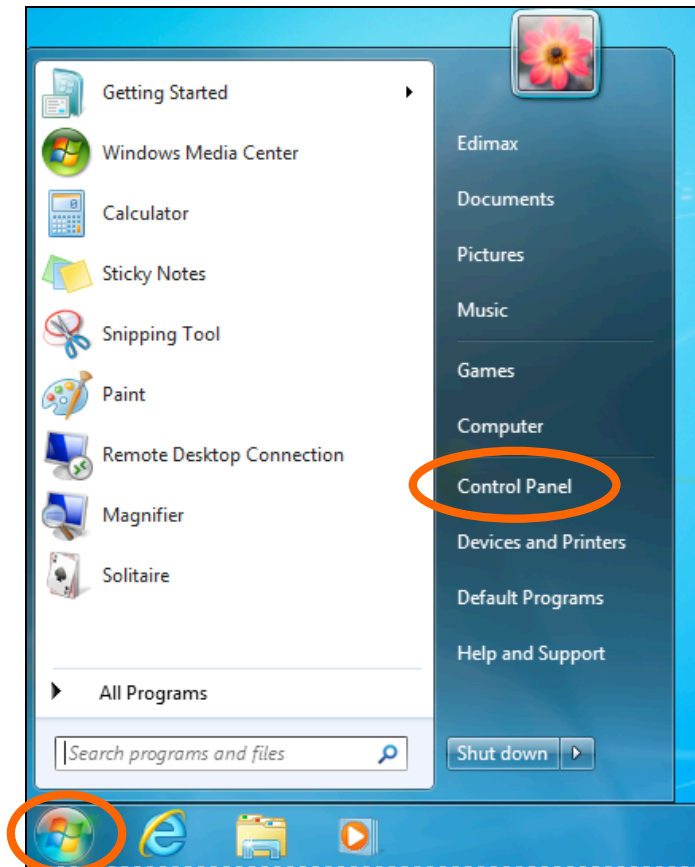 Getting Started
Windows Media Center
Calculator
Sticky Notes
Snipping Tool
Paint
Remote Desktop Connection
Magnifier
Solitaire
All Programs
Search programs and files
Edimax
Documents
Pictures
Music
Games
Computer
Control Panel
Devices and Printers
Default Programs
Help and Support
Shut down